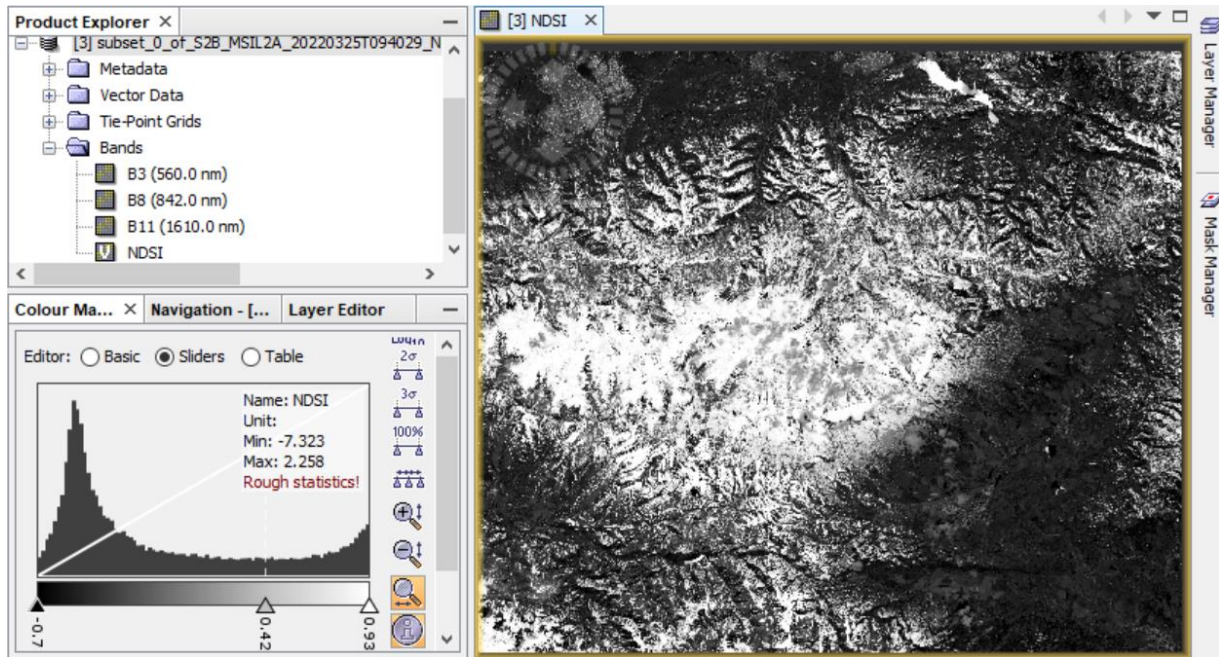 Product Explorer
[3] subset_0_of_S2B_MSIL2A_20220325T094029_N
Metadata
Vector Data
Tie-Point Grids
Bands
B3 (560.0 nm)
B8 (842.0 nm)
B11 (1610.0 nm)
NDSI
Colour Ma...
Navigation - [...
Layer Editor
Editor: Basic Sliders Table
Name: NDSI
Unit:
Min: -7.323
Max: 2.258
Rough statistics!
-0.7
0.42
0.93
2σ
3σ
100%
[3] NDSI
Layer Manager
Mask Manager